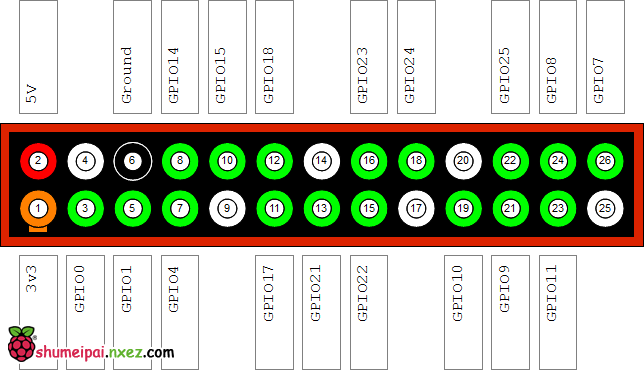 5V
Ground
GPIO14
GPIO15
GPIO18
GPIO23
GPIO24
GPIO25
GPIO8
GPIO7
2 4 6 8 10 12 14 16 18 20 22 24 26
1 3 5 7 9 11 13 15 17 19 21 23 25
3v3
GPIO0
GPIO1
GPIO4
GPIO17
GPIO21
GPIO22
GPIO10
GPIO9
GPIO11
shumeipai.nxez.com